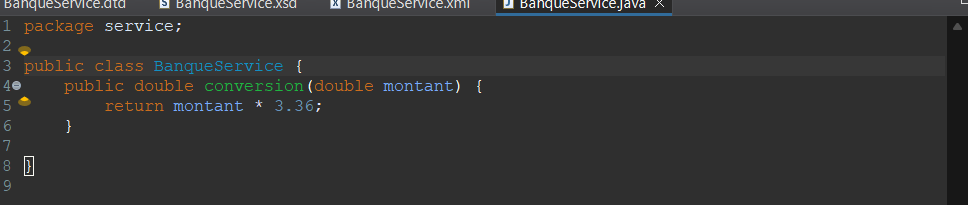 BanqueService.dtd BanqueService.xsd BanqueService.xml BanqueService.java
1 package service;
2
3 public class BanqueService {
4 public double conversion(double montant) {
5 return montant * 3.36;
6 }
7
8 }
9